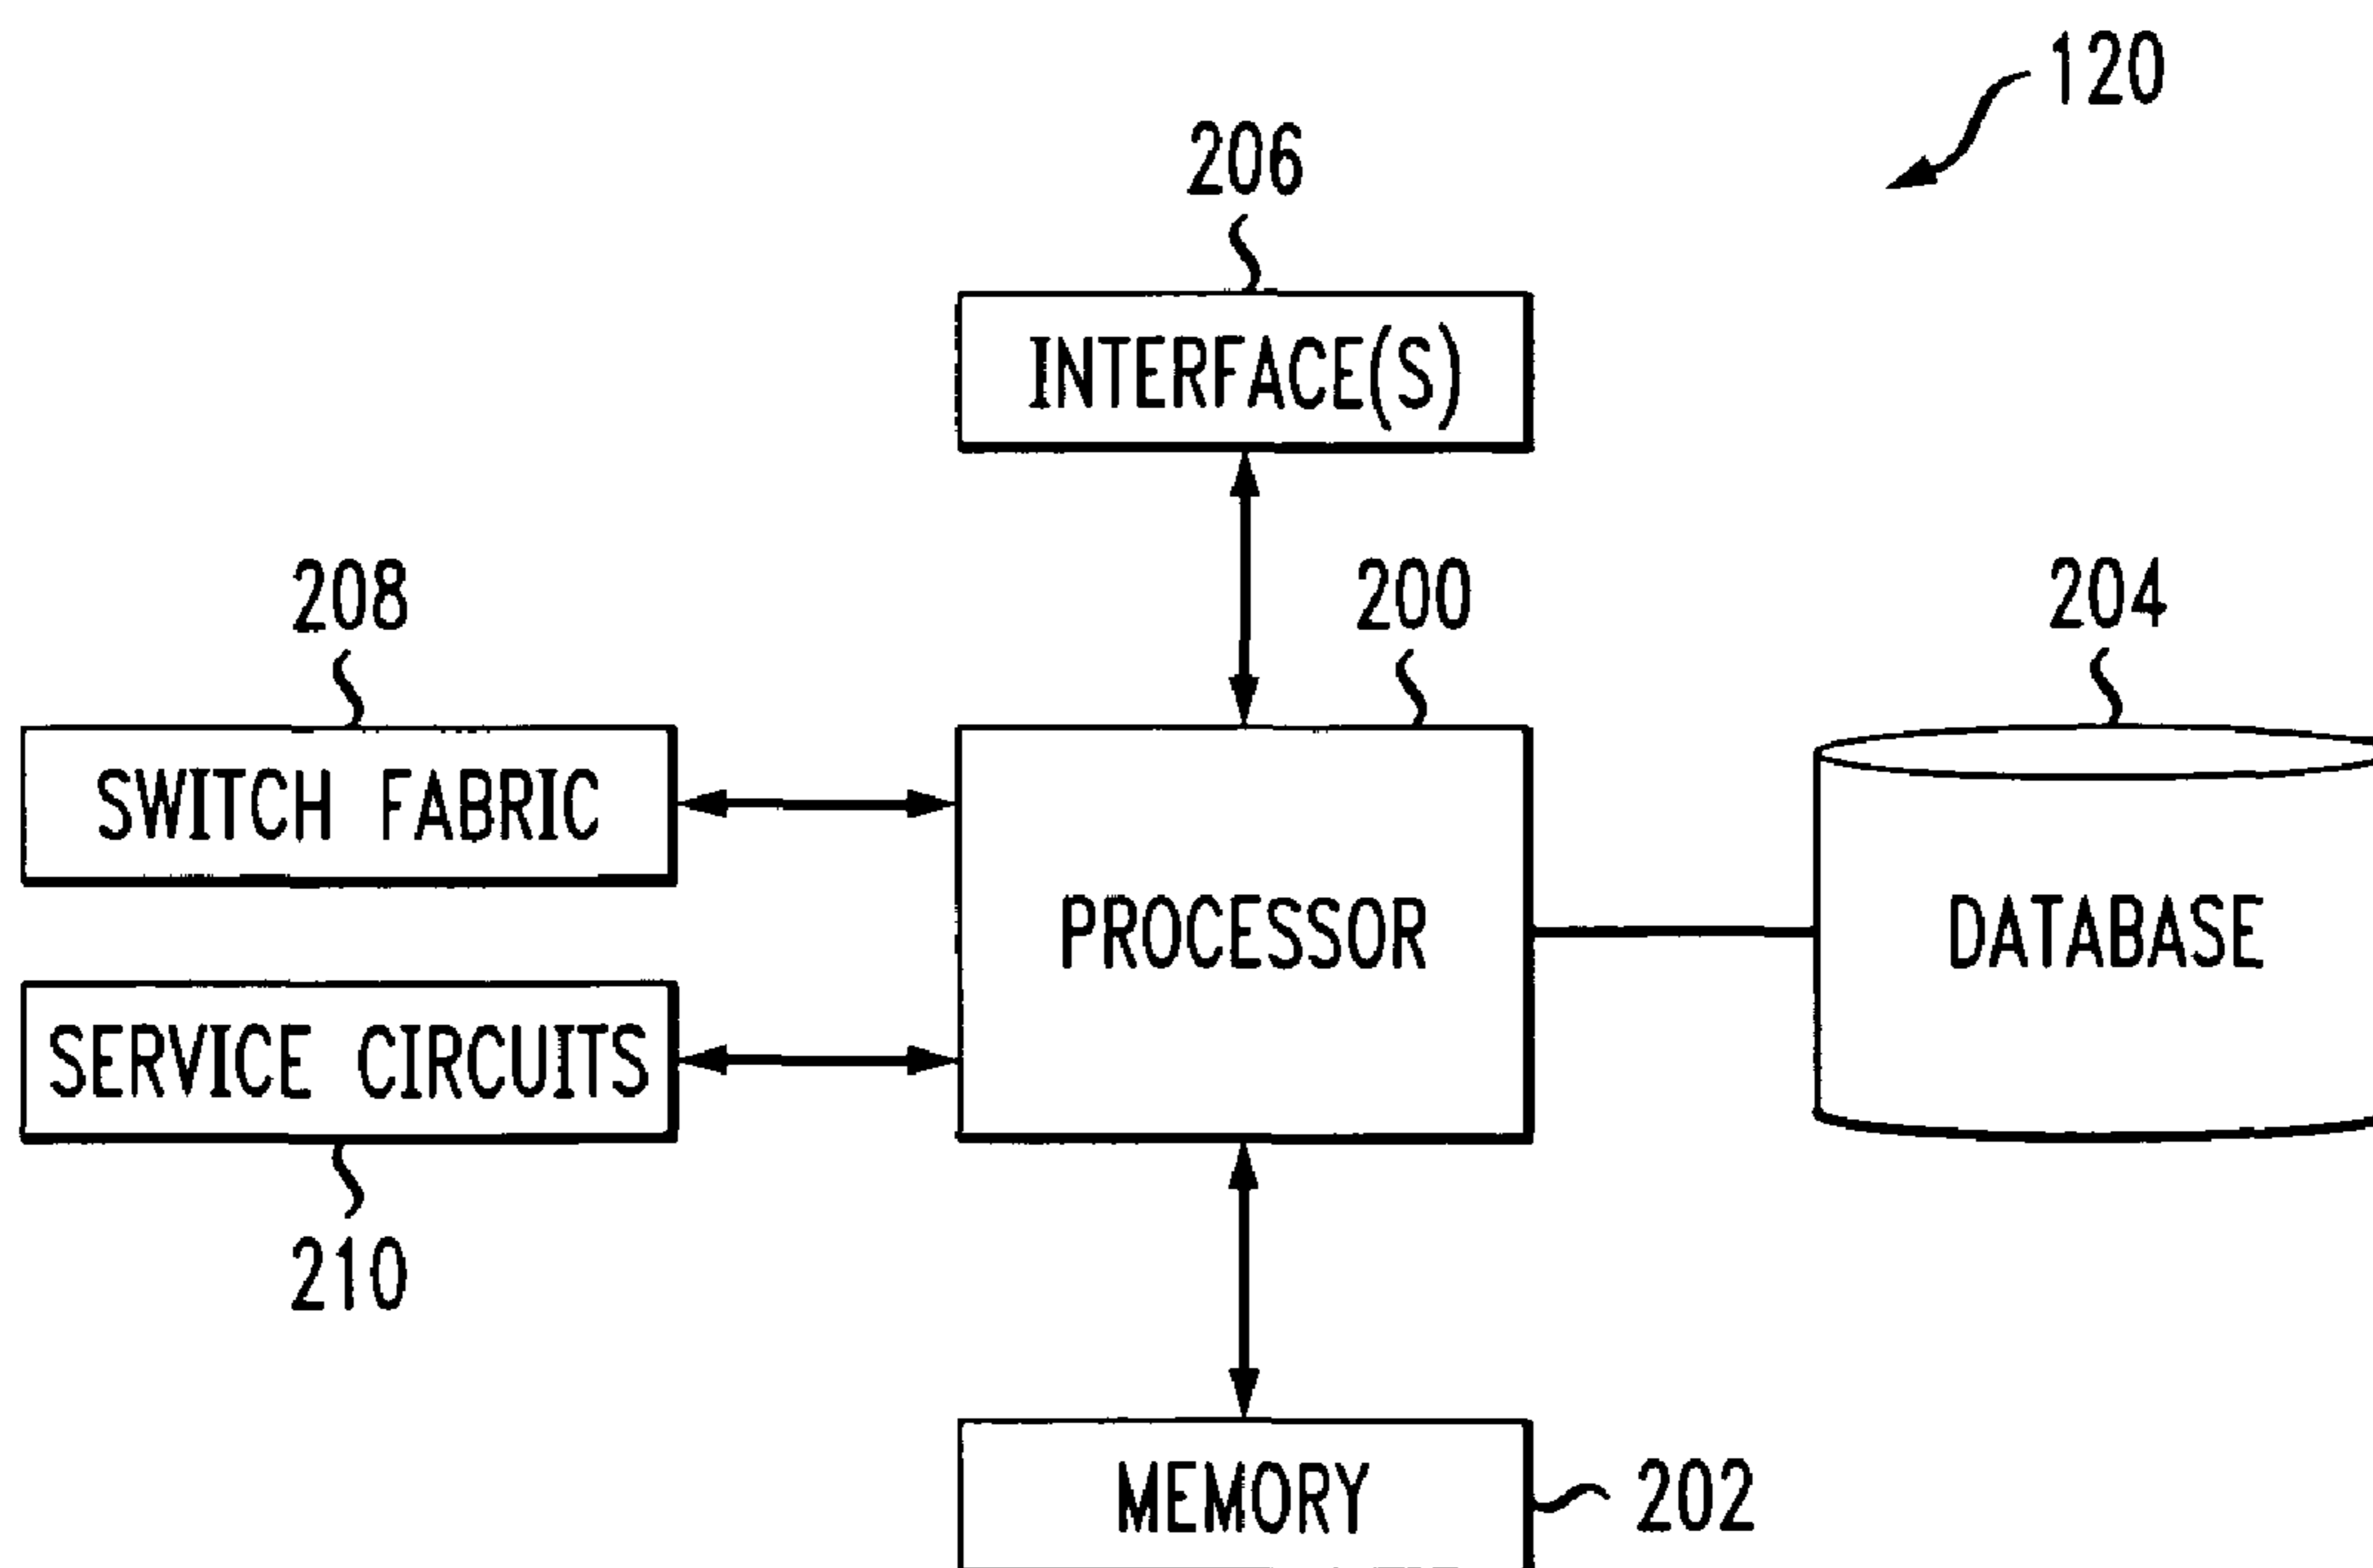 120
206
INTERFACE(S)
208
200
204
SWITCH FABRIC
PROCESSOR
DATABASE
SERVICE CIRCUITS
210
MEMORY
202